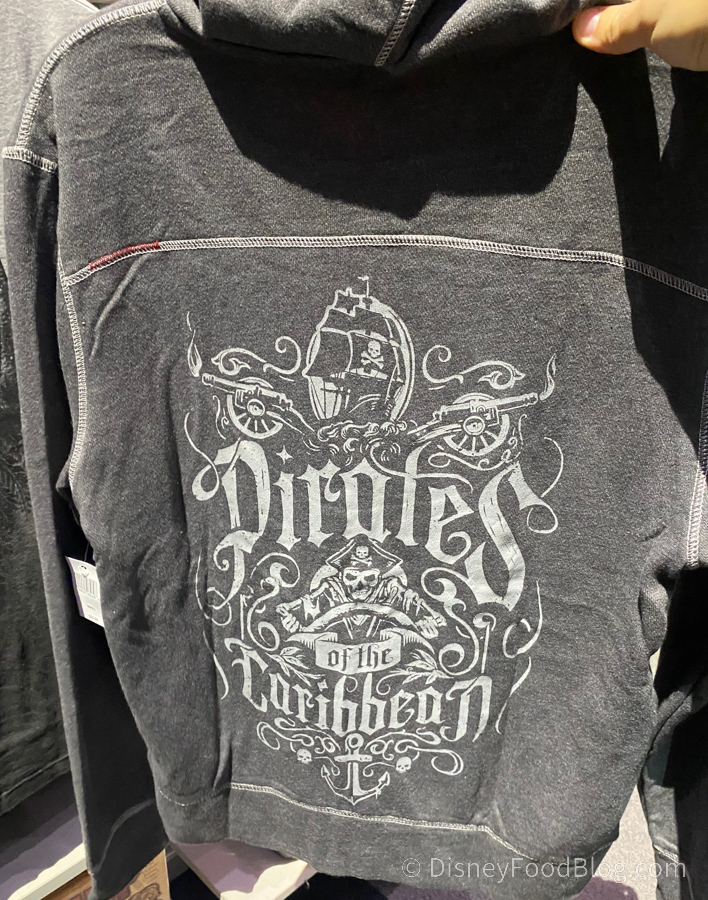 Pirates
of the
Caribbean
© DisneyFoodBlog.com